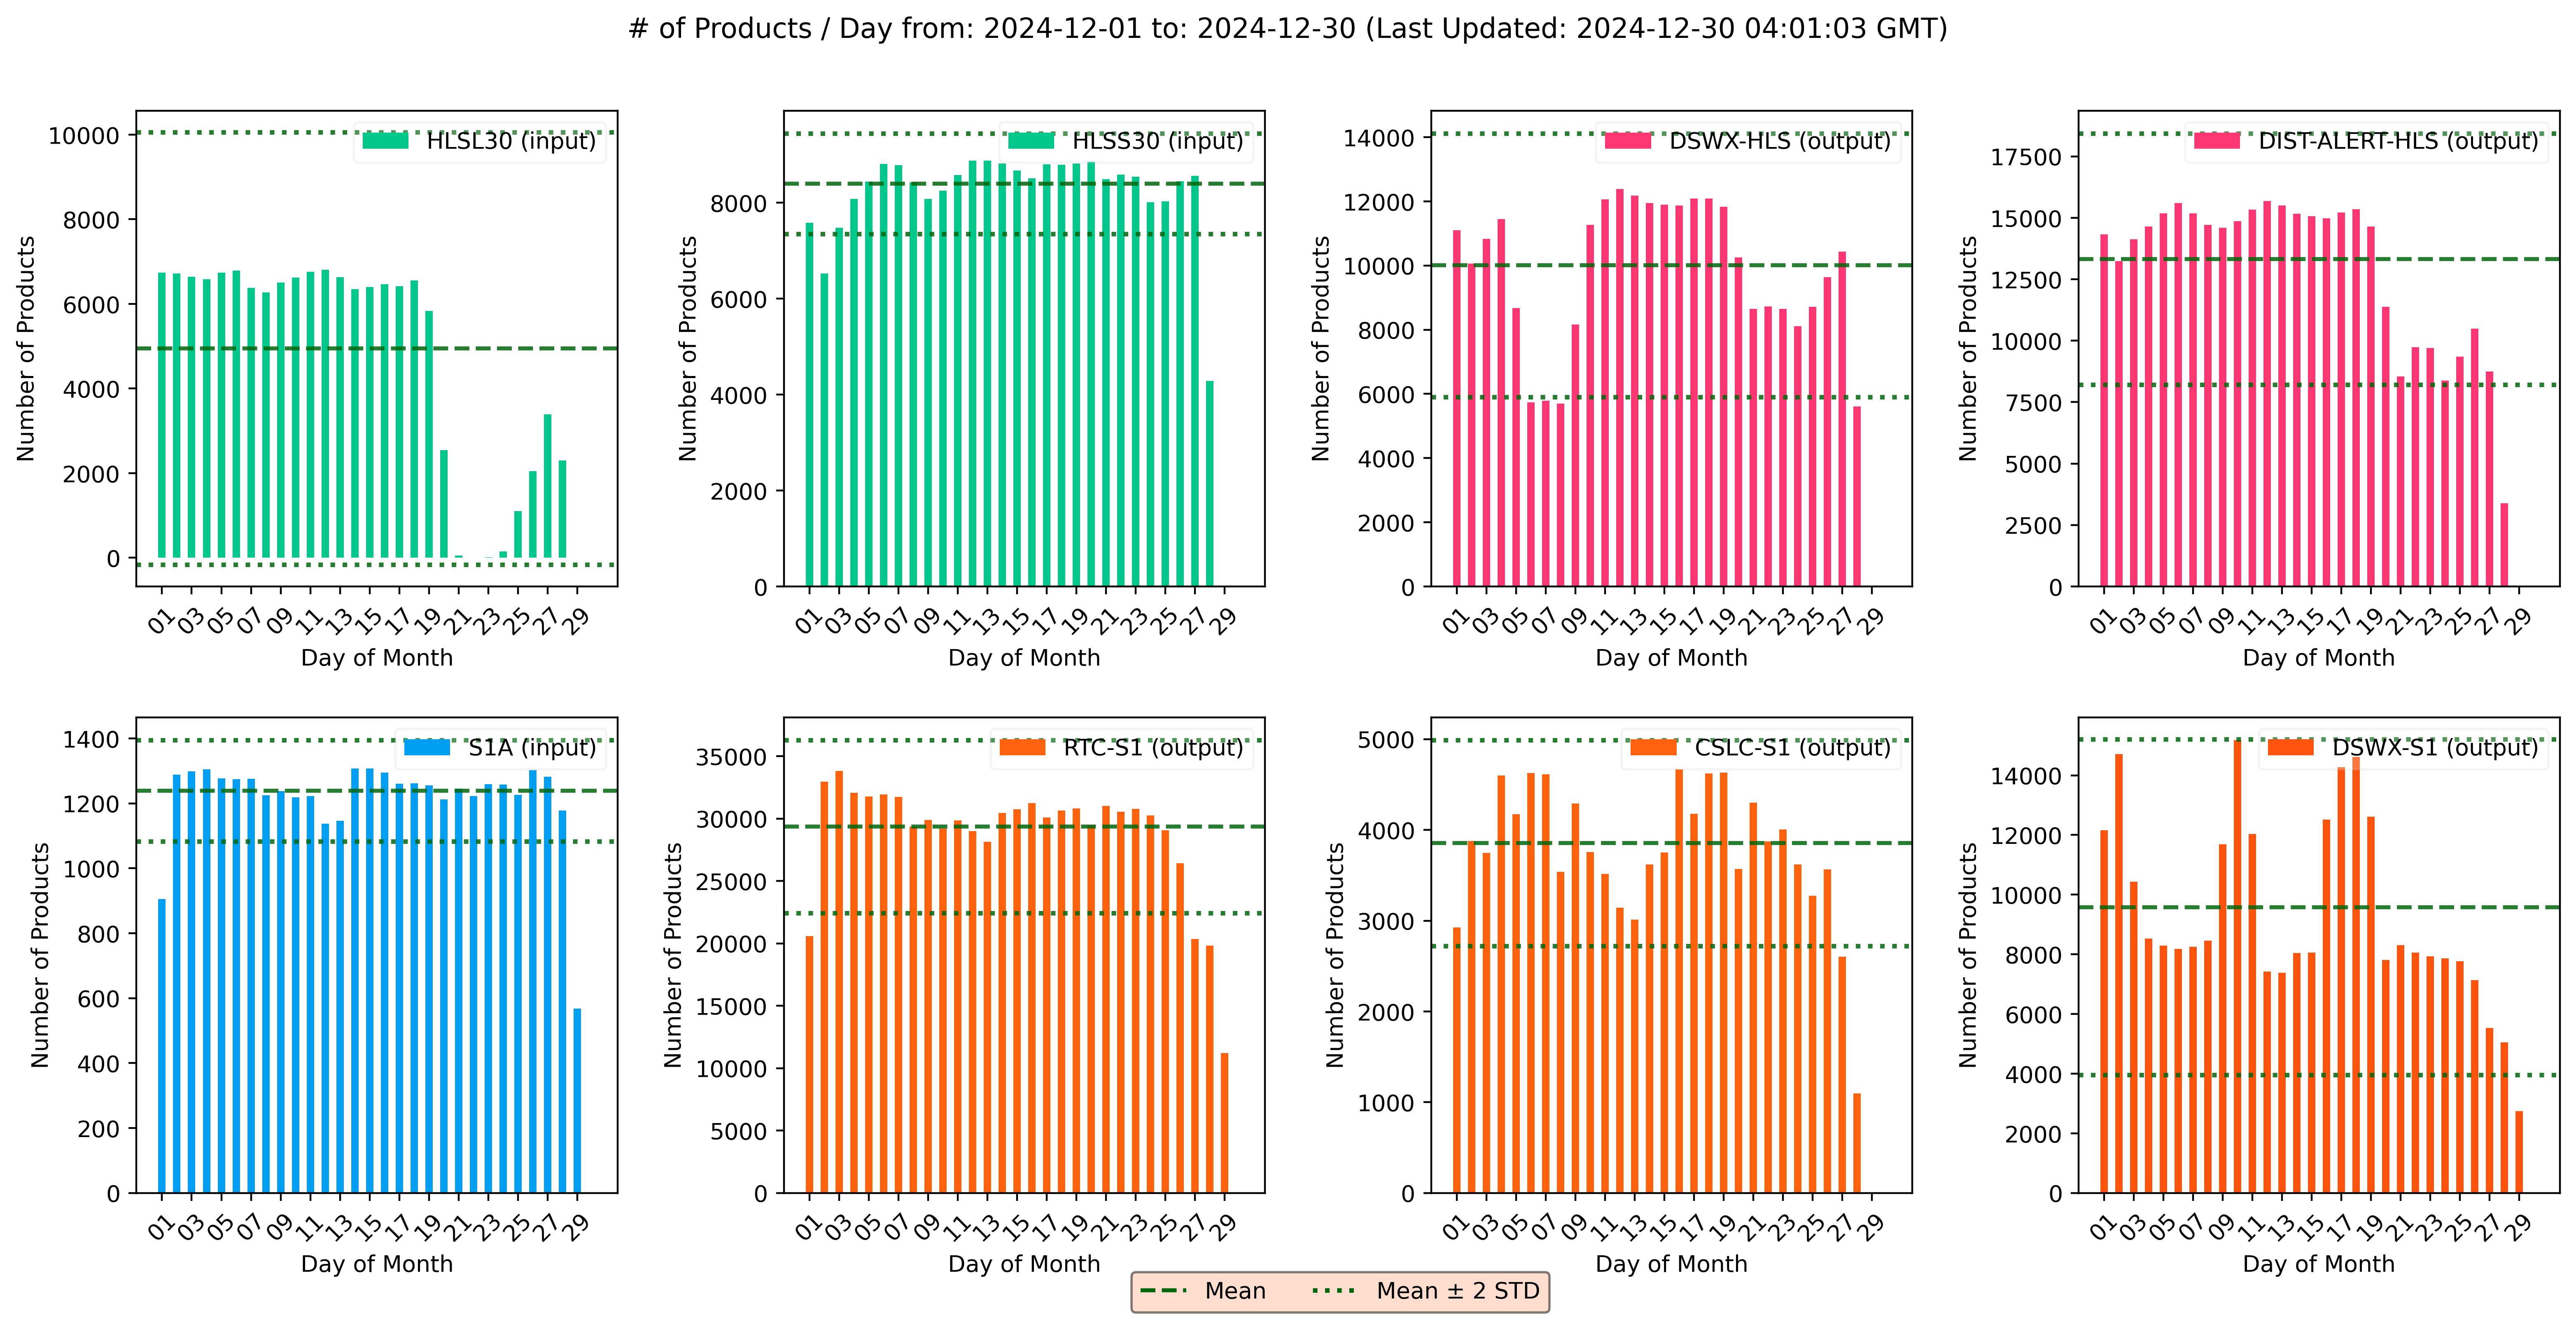 # of Products / Day from: 2024-12-01 to: 2024-12-30 (Last Updated: 2024-12-30 04:01:03 GMT)
HLSL30 (input)
Number of Products
10000
8000
6000
4000
2000
0
01 03 05 07 09 11 13 15 17 19 21 23 25 27 29
Day of Month
HLSS30 (input)
Number of Products
8000
6000
4000
2000
0
01 03 05 07 09 11 13 15 17 19 21 23 25 27 29
Day of Month
DSWX-HLS (output)
Number of Products
14000
12000
10000
8000
6000
4000
2000
0
01 03 05 07 09 11 13 15 17 19 21 23 25 27 29
Day of Month
DIST-ALERT-HLS (output)
Number of Products
17500
15000
12500
10000
7500
5000
2500
0
01 03 05 07 09 11 13 15 17 19 21 23 25 27 29
Day of Month
S1A (input)
Number of Products
1400
1200
1000
800
600
400
200
0
01 03 05 07 09 11 13 15 17 19 21 23 25 27 29
Day of Month
RTC-S1 (output)
Number of Products
35000
30000
25000
20000
15000
10000
5000
0
01 03 05 07 09 11 13 15 17 19 21 23 25 27 29
Day of Month
CSLC-S1 (output)
Number of Products
5000
4000
3000
2000
1000
0
01 03 05 07 09 11 13 15 17 19 21 23 25 27 29
Day of Month
DSWX-S1 (output)
Number of Products
14000
12000
10000
8000
6000
4000
2000
0
01 03 05 07 09 11 13 15 17 19 21 23 25 27 29
Day of Month
Mean
Mean ± 2 STD